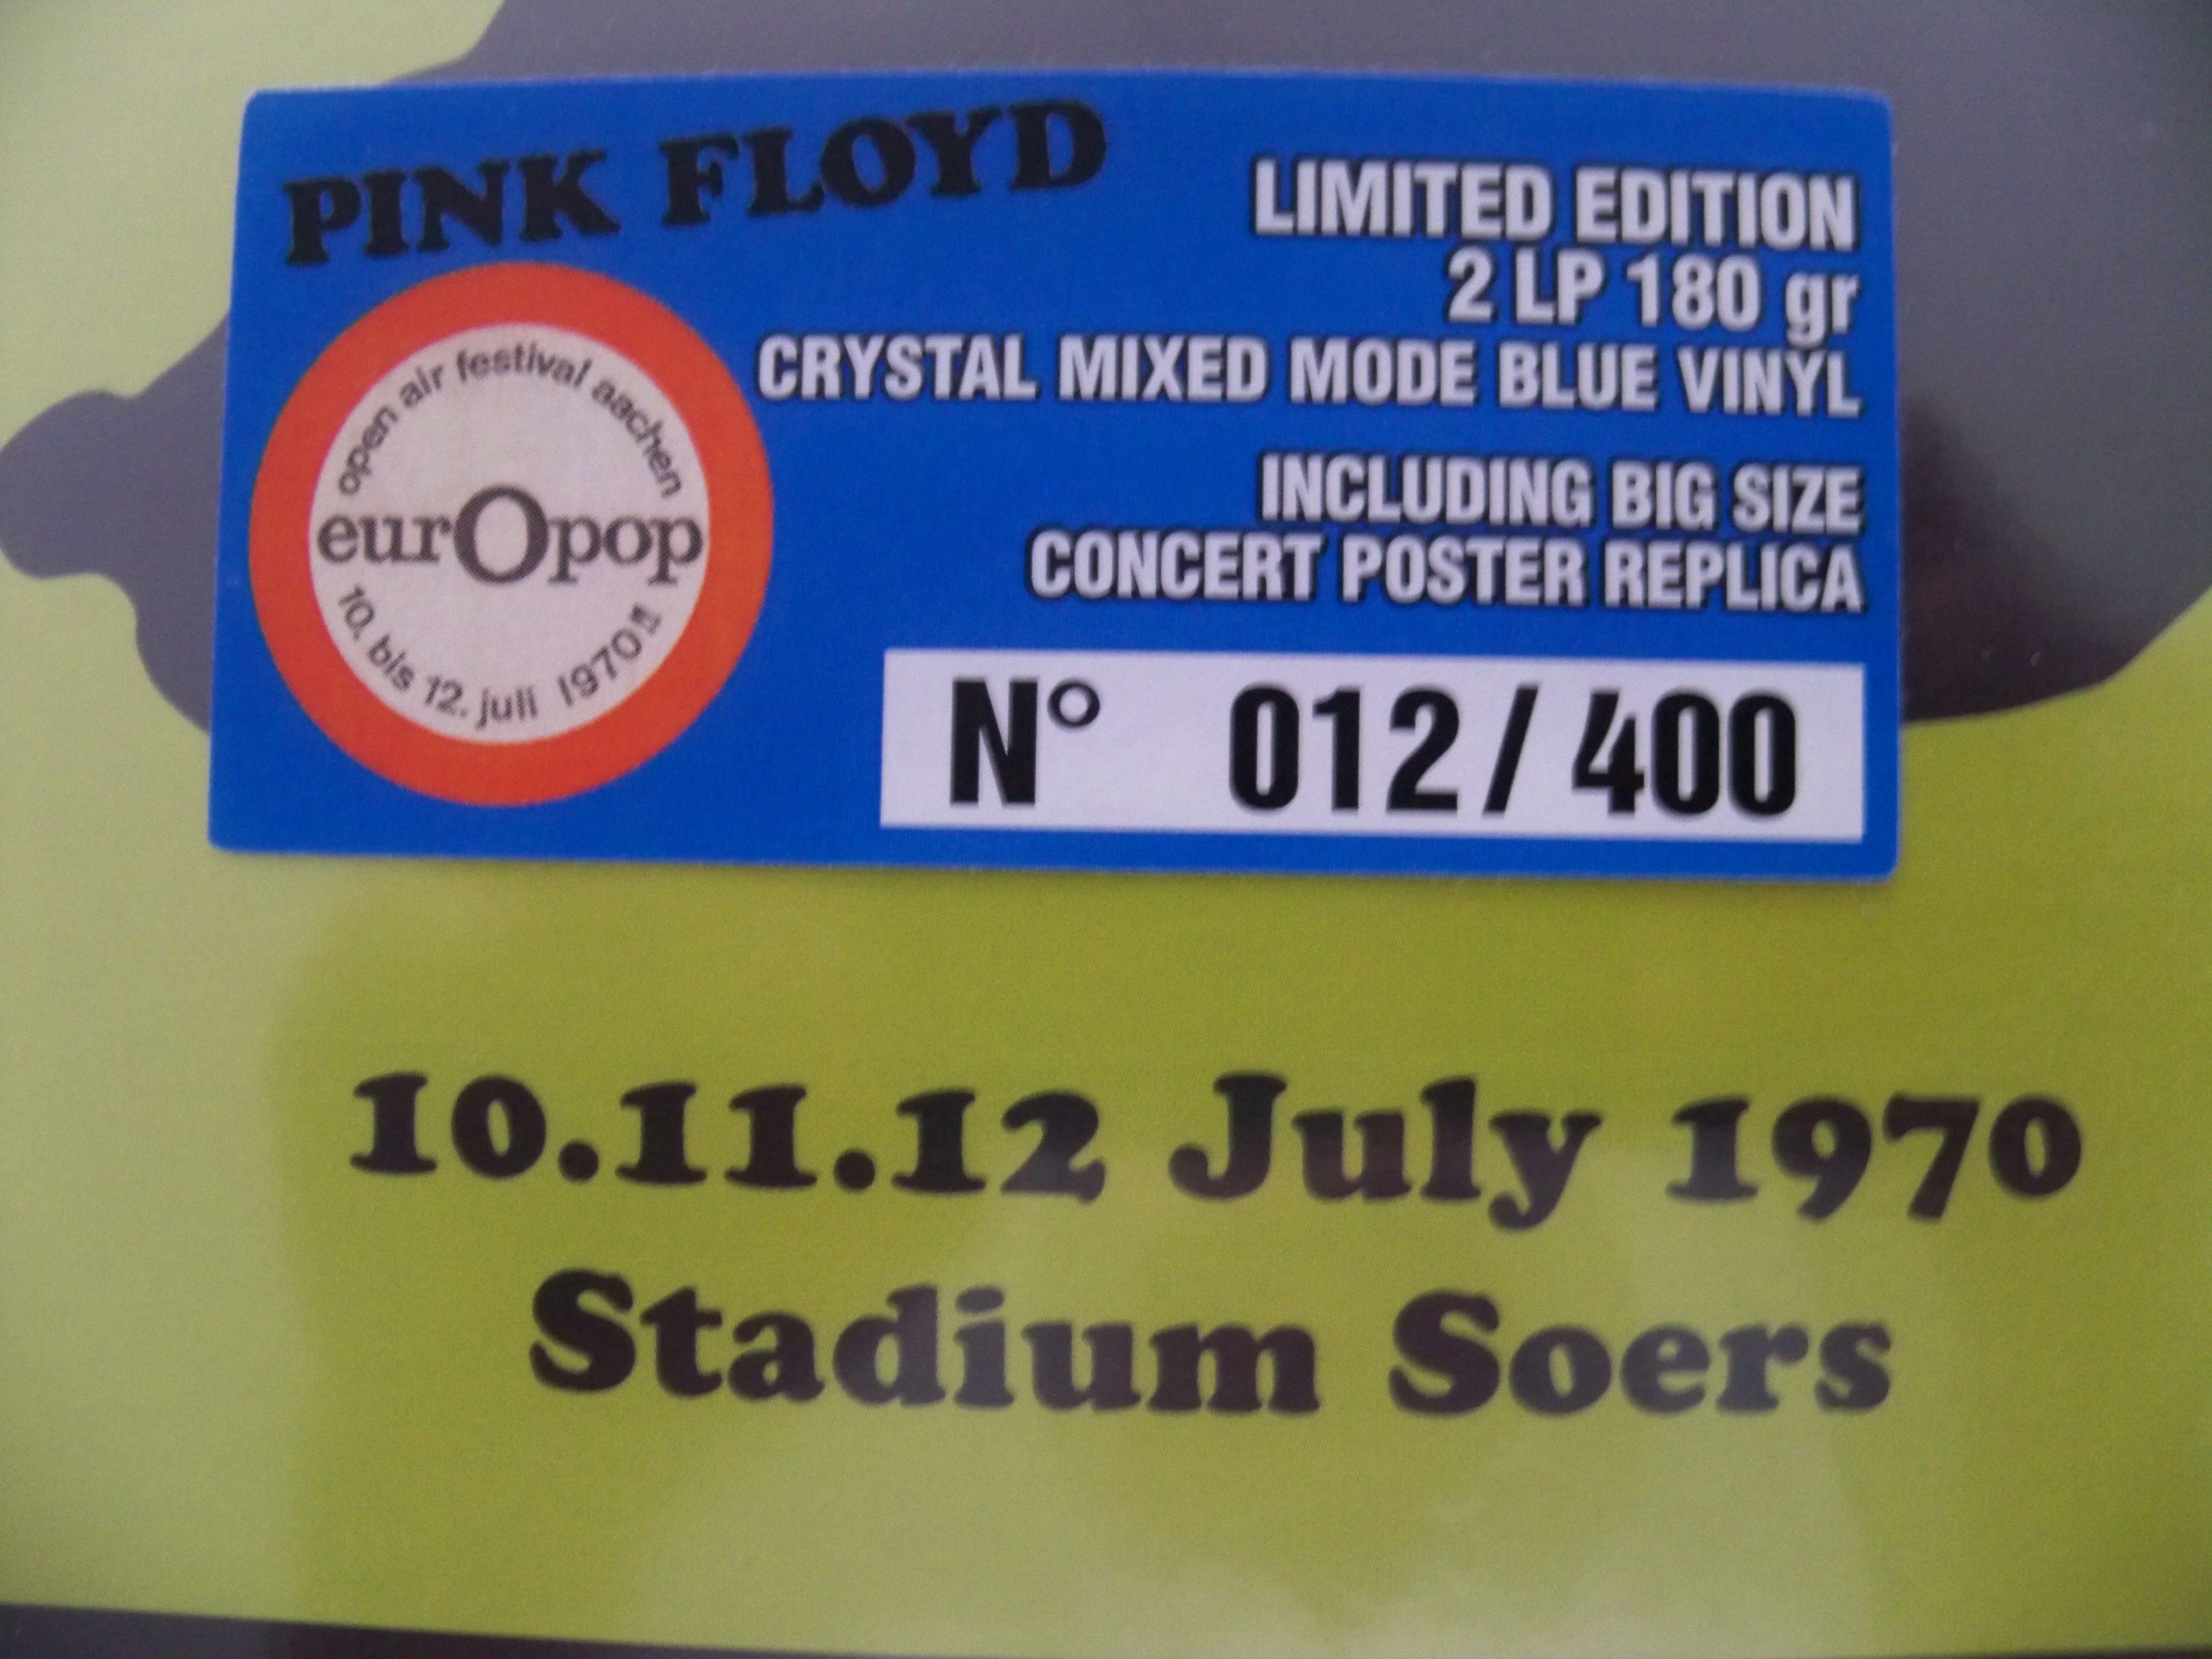 PINK FLOYD
open air festival aachen
eurOpop
10. bis 12. juli 1970
LIMITED EDITION
2 LP 180 gr
CRYSTAL MIXED MODE BLUE VINYL
INCLUDING BIG SIZE
CONCERT POSTER REPLICA
N° 012/400
10.11.12 July 1970
Stadium Soers